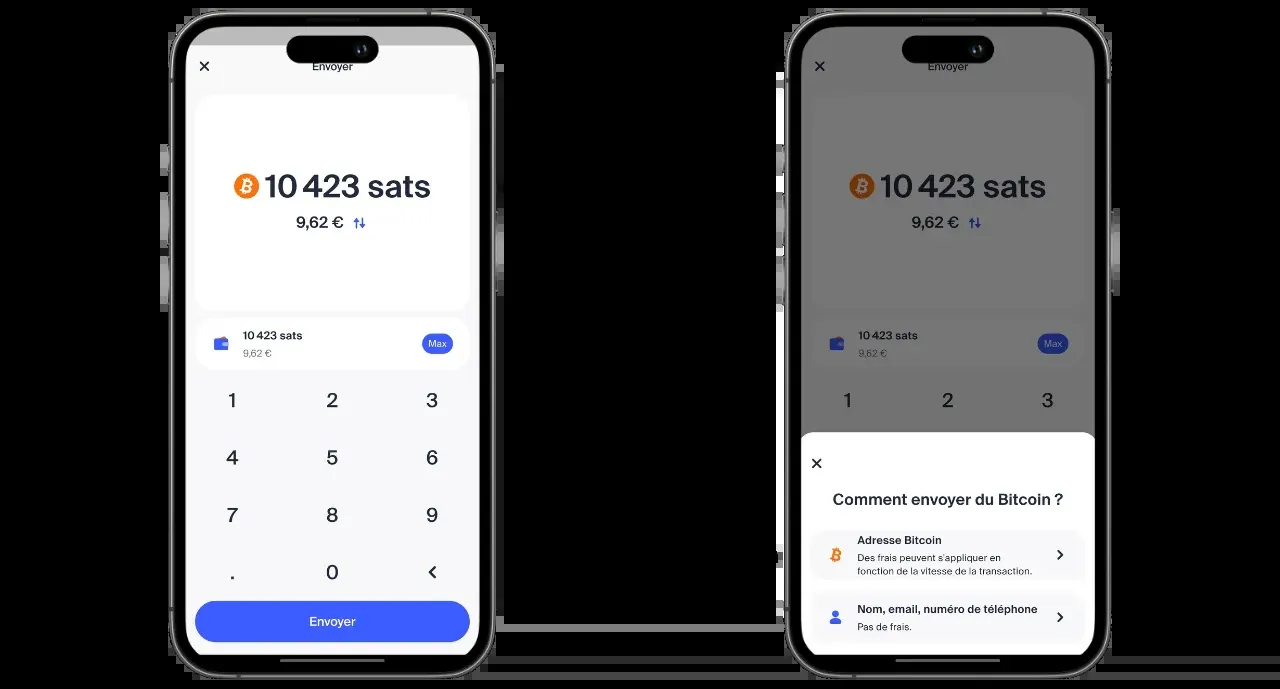 Envoyer
10 423 sats
9,62 €
10 423 sats
9,62 €
Max
1 2 3
4 5 6
7 8 9
. 0
Envoyer
Envoyer
10 423 sats
9,62 €
10 423 sats
9,62 €
Max
1 2 3
Comment envoyer du Bitcoin ?
Adresse Bitcoin
Des frais peuvent s'appliquer en
fonction de la vitesse de la transaction.
Nom, email, numéro de téléphone
Pas de frais.